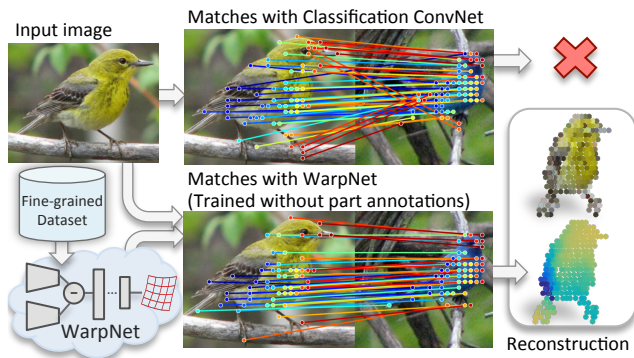 Input image
Matches with Classification ConvNet
Fine-grained
Dataset
Matches with WarpNet
(Trained without part annotations)
WarpNet
Reconstruction